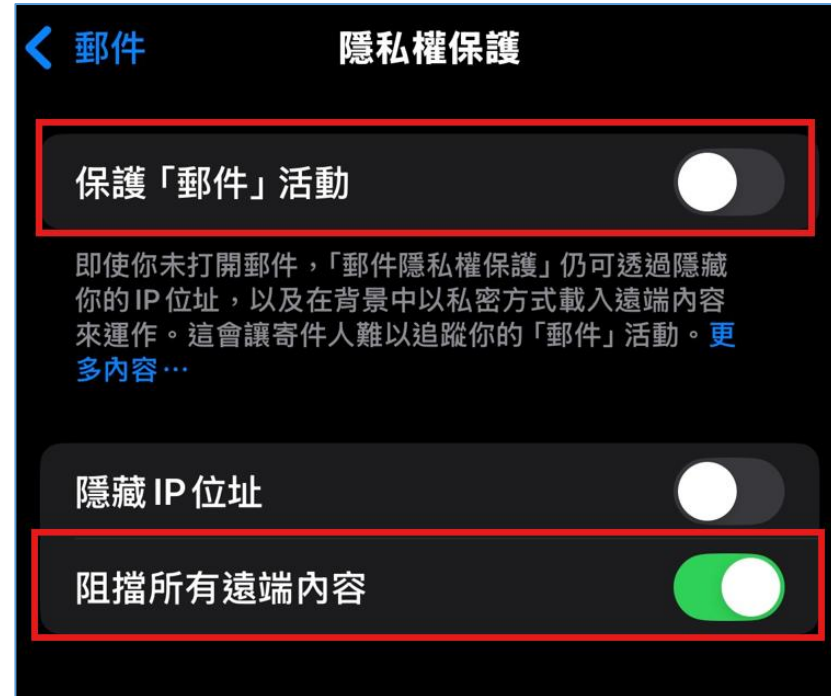 郵件
隱私權保護
保護「郵件」活動
即使你未打開郵件，「郵件隱私權保護」仍可透過隱藏
你的 IP 位址，以及在背景中以私密方式載入遠端內容
來運作。這會讓寄件人難以追蹤你的「郵件」活動。更
多內容…
隱藏 IP 位址
阻擋所有遠端內容